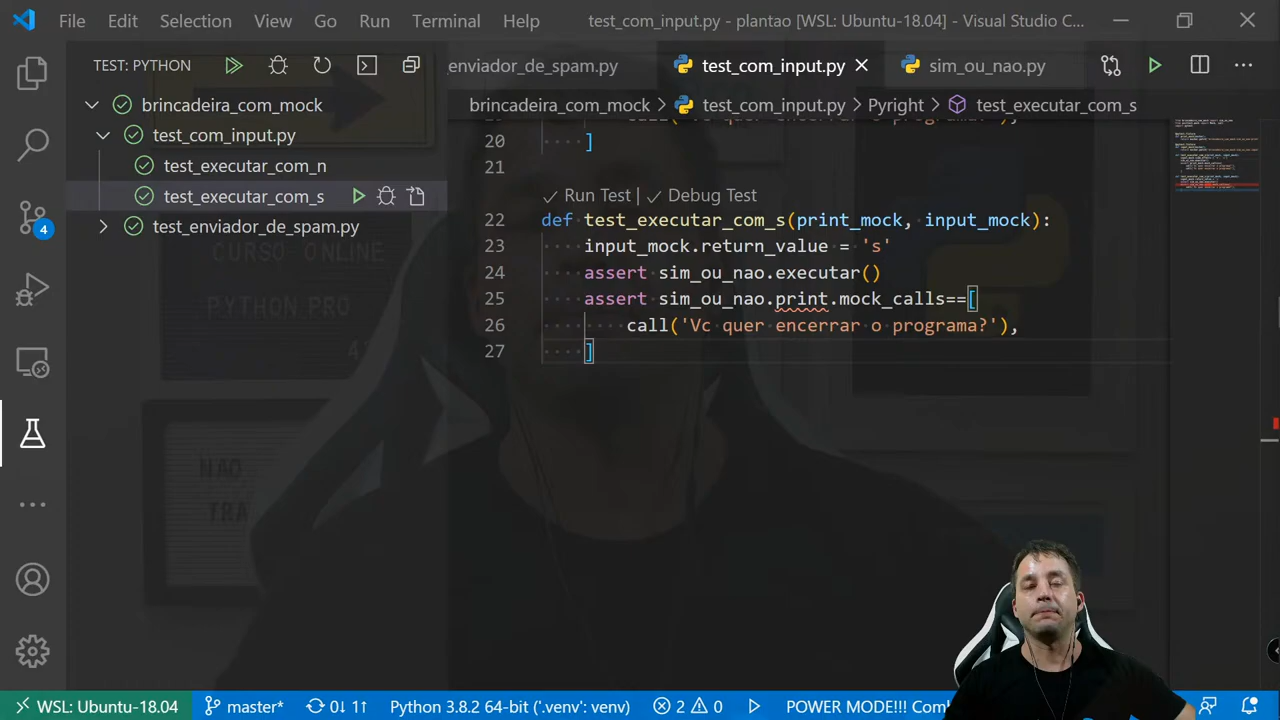 File Edit Selection View Go Run Terminal Help test_com_input.py - plantao [WSL: Ubuntu-18.04] - Visual Studio C...
TEST: PYTHON
enviador_de_spam.py test_com_input.py sim_ou_nao.py
brincadeira_com_mock > test_com_input.py > Pyright > test_executar_com_s
brincadeira_com_mock
test_com_input.py
test_executar_com_n
test_executar_com_s
test_enviador_de_spam.py
4
20 ]
21
Run Test | Debug Test
22 def test_executar_com_s(print_mock, input_mock):
23 input_mock.return_value = 's'
24 assert sim_ou_nao.executar()
25 assert sim_ou_nao.print.mock_calls==[
26 call('Vc quer encerrar o programa?'),
27 ]
CURSO ONLINE
PYTHON PRO
WSL: Ubuntu-18.04 master* 0↓ 1↑ Python 3.8.2 64-bit ('.venv': venv) 2 0 POWER MODE!!!